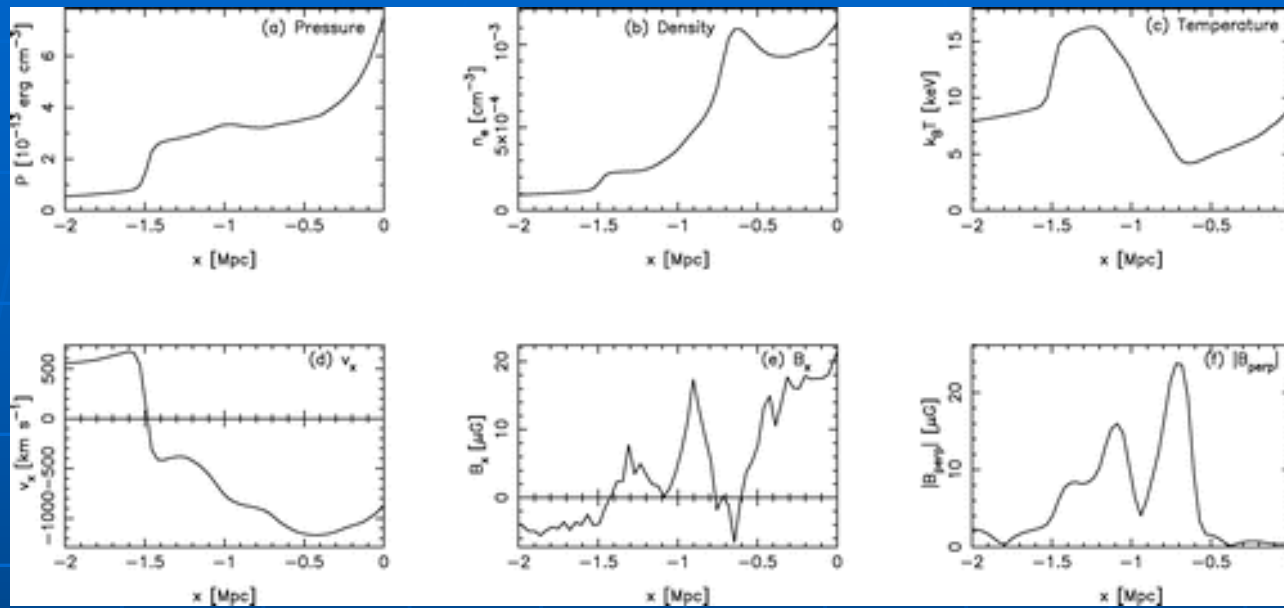 (a) Pressure
P [10⁻¹³ erg cm⁻³]
0
2
4
6
−2
−1.5
−1
−0.5
0
x [Mpc]
(b) Density
nₑ [cm⁻³]
5×10⁻⁴
10⁻³
−2
−1.5
−1
−0.5
0
x [Mpc]
(c) Temperature
k_BT [keV]
0
5
10
15
−2
−1.5
−1
−0.5
x [Mpc]
(d) vₓ
vₓ [km s⁻¹]
−1000
−500
0
500
−2
−1.5
−1
−0.5
0
x [Mpc]
(e) Bₓ
Bₓ [μG]
0
10
20
−2
−1.5
−1
−0.5
0
x [Mpc]
(f) |B_perp|
|B_perp| [μG]
0
10
20
−2
−1.5
−1
−0.5
x [Mpc]